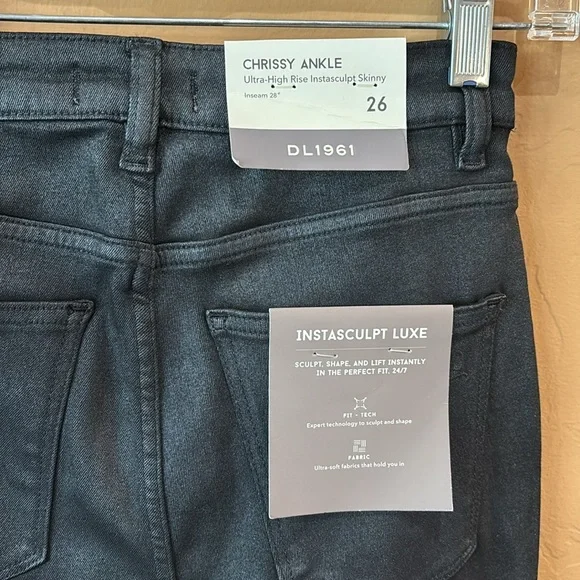 CHRISSY ANKLE
Ultra-High Rise Instasculpt Skinny
Inseam 28"
26
DL1961
INSTASCULPT LUXE
SCULPT, SHAPE, AND LIFT INSTANTLY
IN THE PERFECT FIT, 24/7
FIT - TECH
Expert technology to sculpt and shape
FABRIC
Ultra-soft fabrics that hold you in